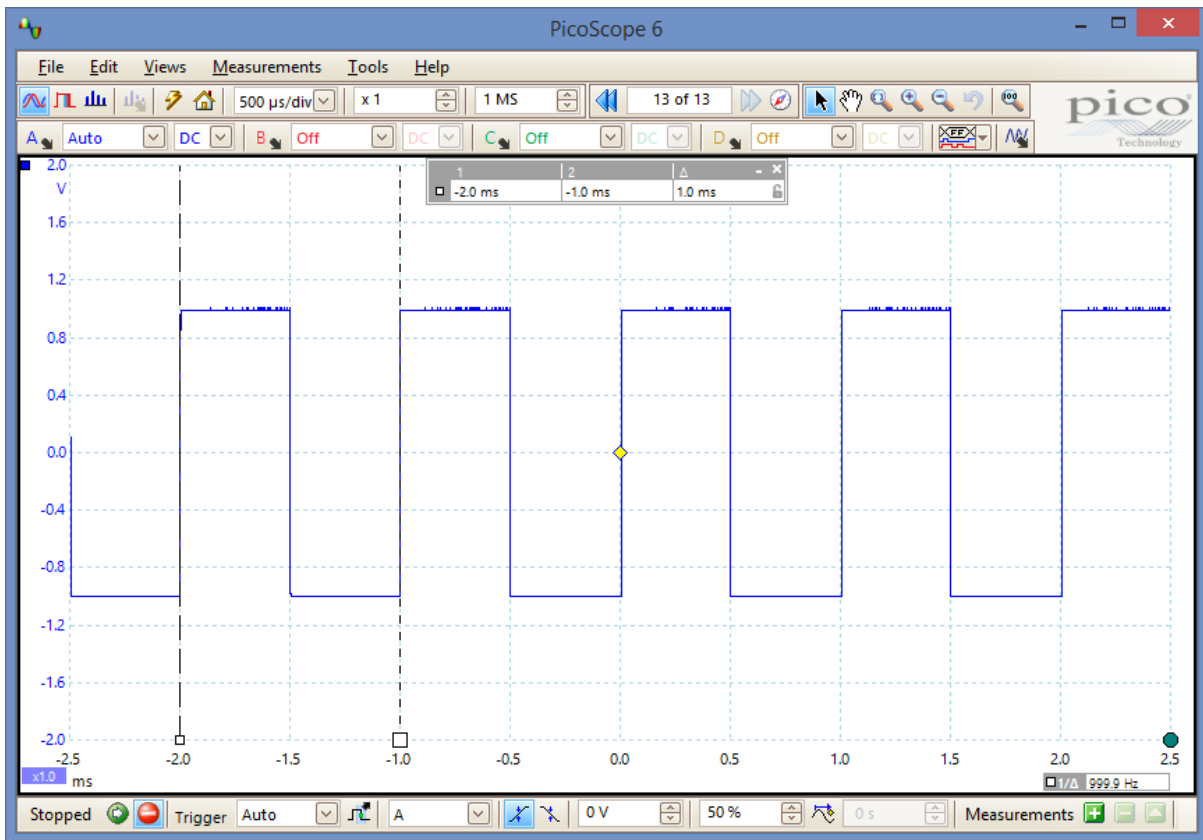 PicoScope 6
File Edit Views Measurements Tools Help
500 µs/div x 1 1 MS 13 of 13
pico
Technology
A Auto DC B Off DC C Off DC D Off DC
2.0
V
1 2 Δ
-2.0 ms -1.0 ms 1.0 ms
1.6
1.2
0.8
0.4
0.0
-0.4
-0.8
-1.2
-1.6
-2.0
-2.5 -2.0 -1.5 -1.0 -0.5 0.0 0.5 1.0 1.5 2.0 2.5
x1.0 ms
1/Δ 999.9 Hz
Stopped Trigger Auto A 0 V 50 % 0 s Measurements